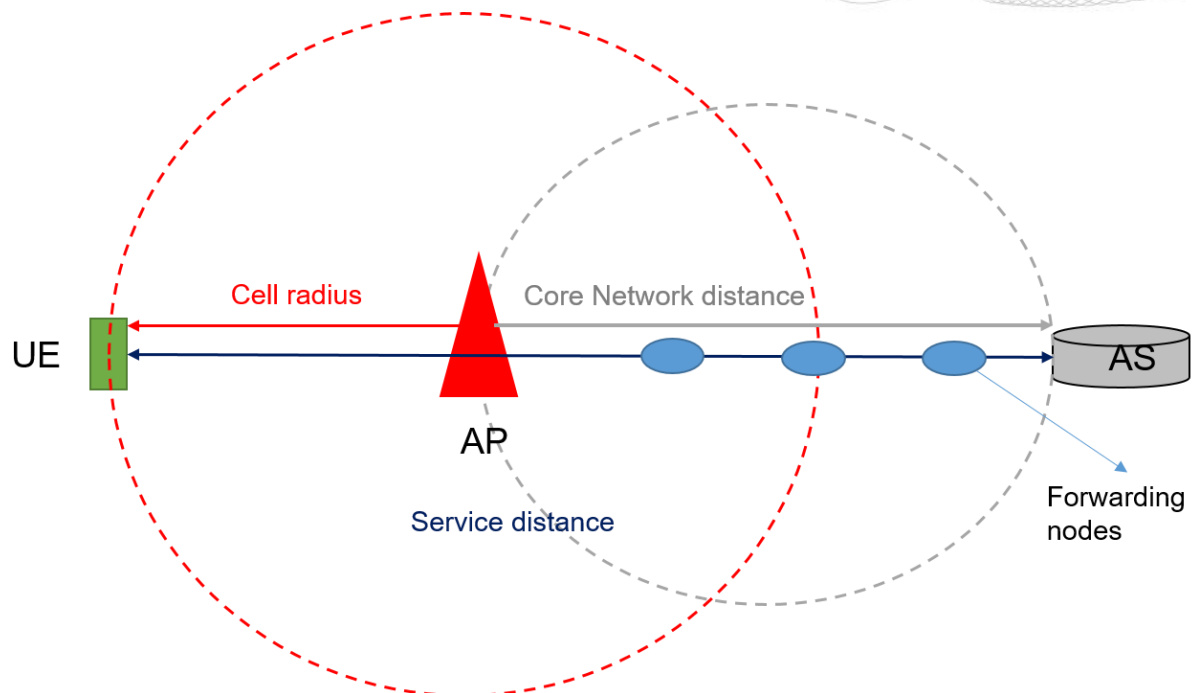 Cell radius
Core Network distance
UE
AS
AP
Service distance
Forwarding
nodes